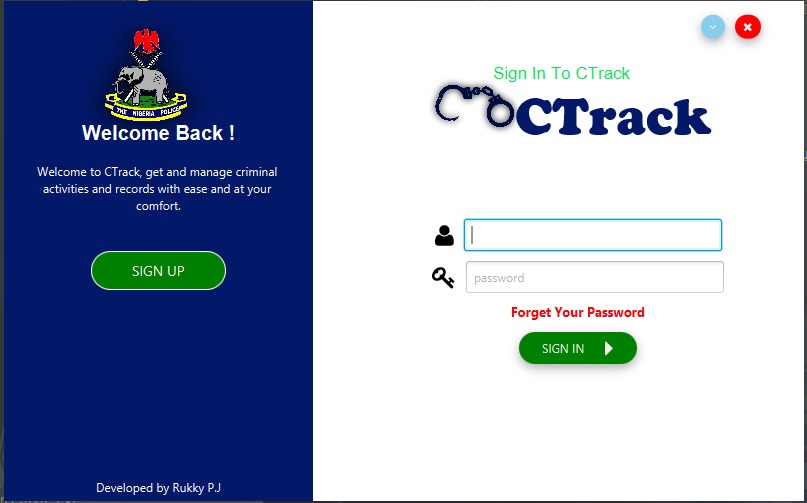 THE NIGERIA POLICE
Welcome Back !
Welcome to CTrack, get and manage criminal
activities and records with ease and at your
comfort.
SIGN UP
Developed by Rukky P.J
Sign In To CTrack
CTrack
password
Forget Your Password
SIGN IN